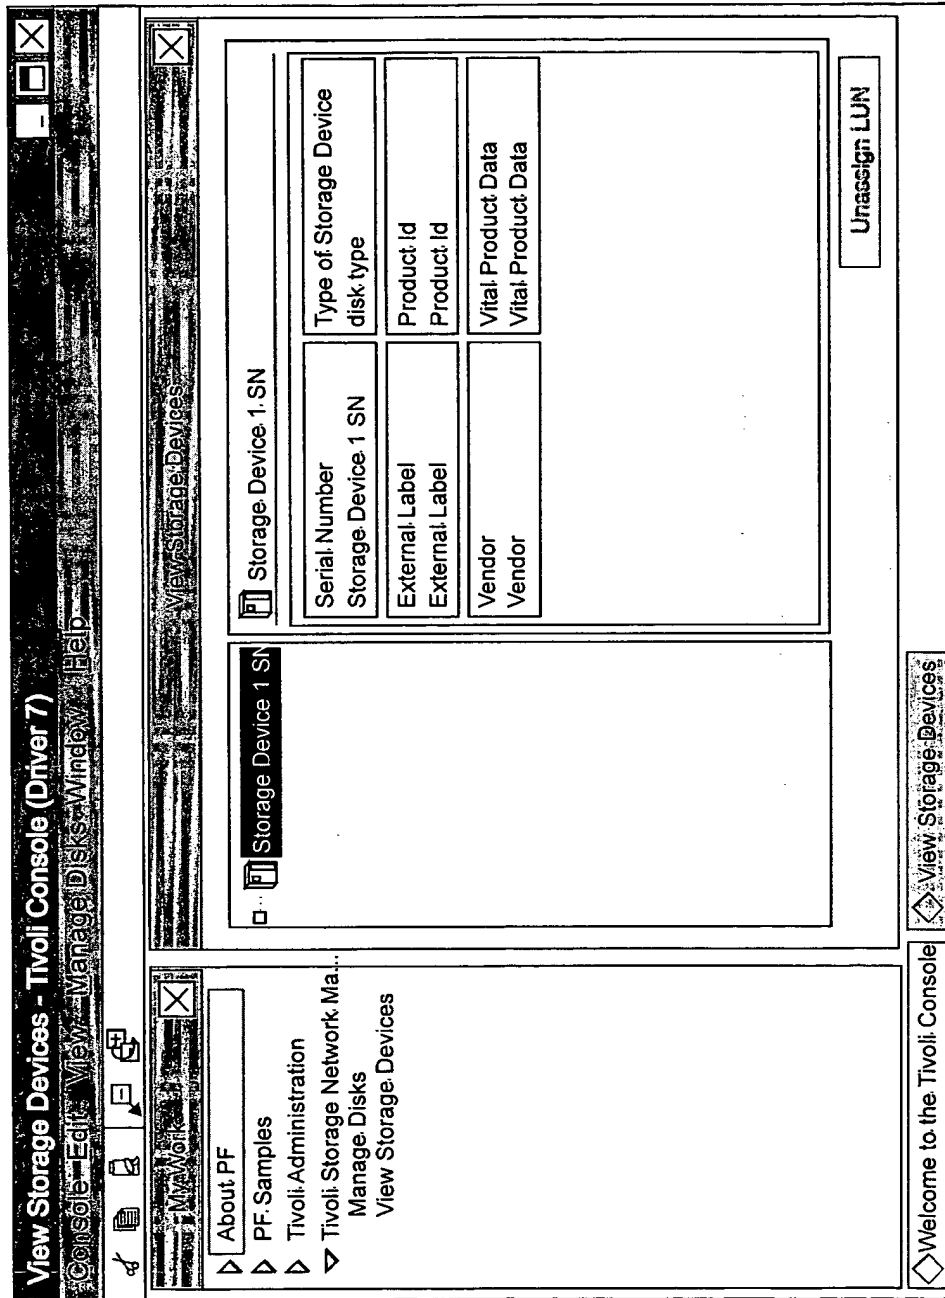 View Storage Devices - Tivoli Console (Driver 7)
Console Edit View Manage Disks Window Help
My Work
About PF
PF Samples
Tivoli Administration
Tivoli Storage Network Ma...
Manage Disks
View Storage Devices
View Storage Devices
Storage Device 1 SN
Storage Device 1 SN
Serial Number
Storage Device 1 SN
Type of Storage Device
disk type
External Label
External Label
Product Id
Product Id
Vendor
Vendor
Vital Product Data
Vital Product Data
Unassign LUN
Welcome to the Tivoli Console
View Storage Devices